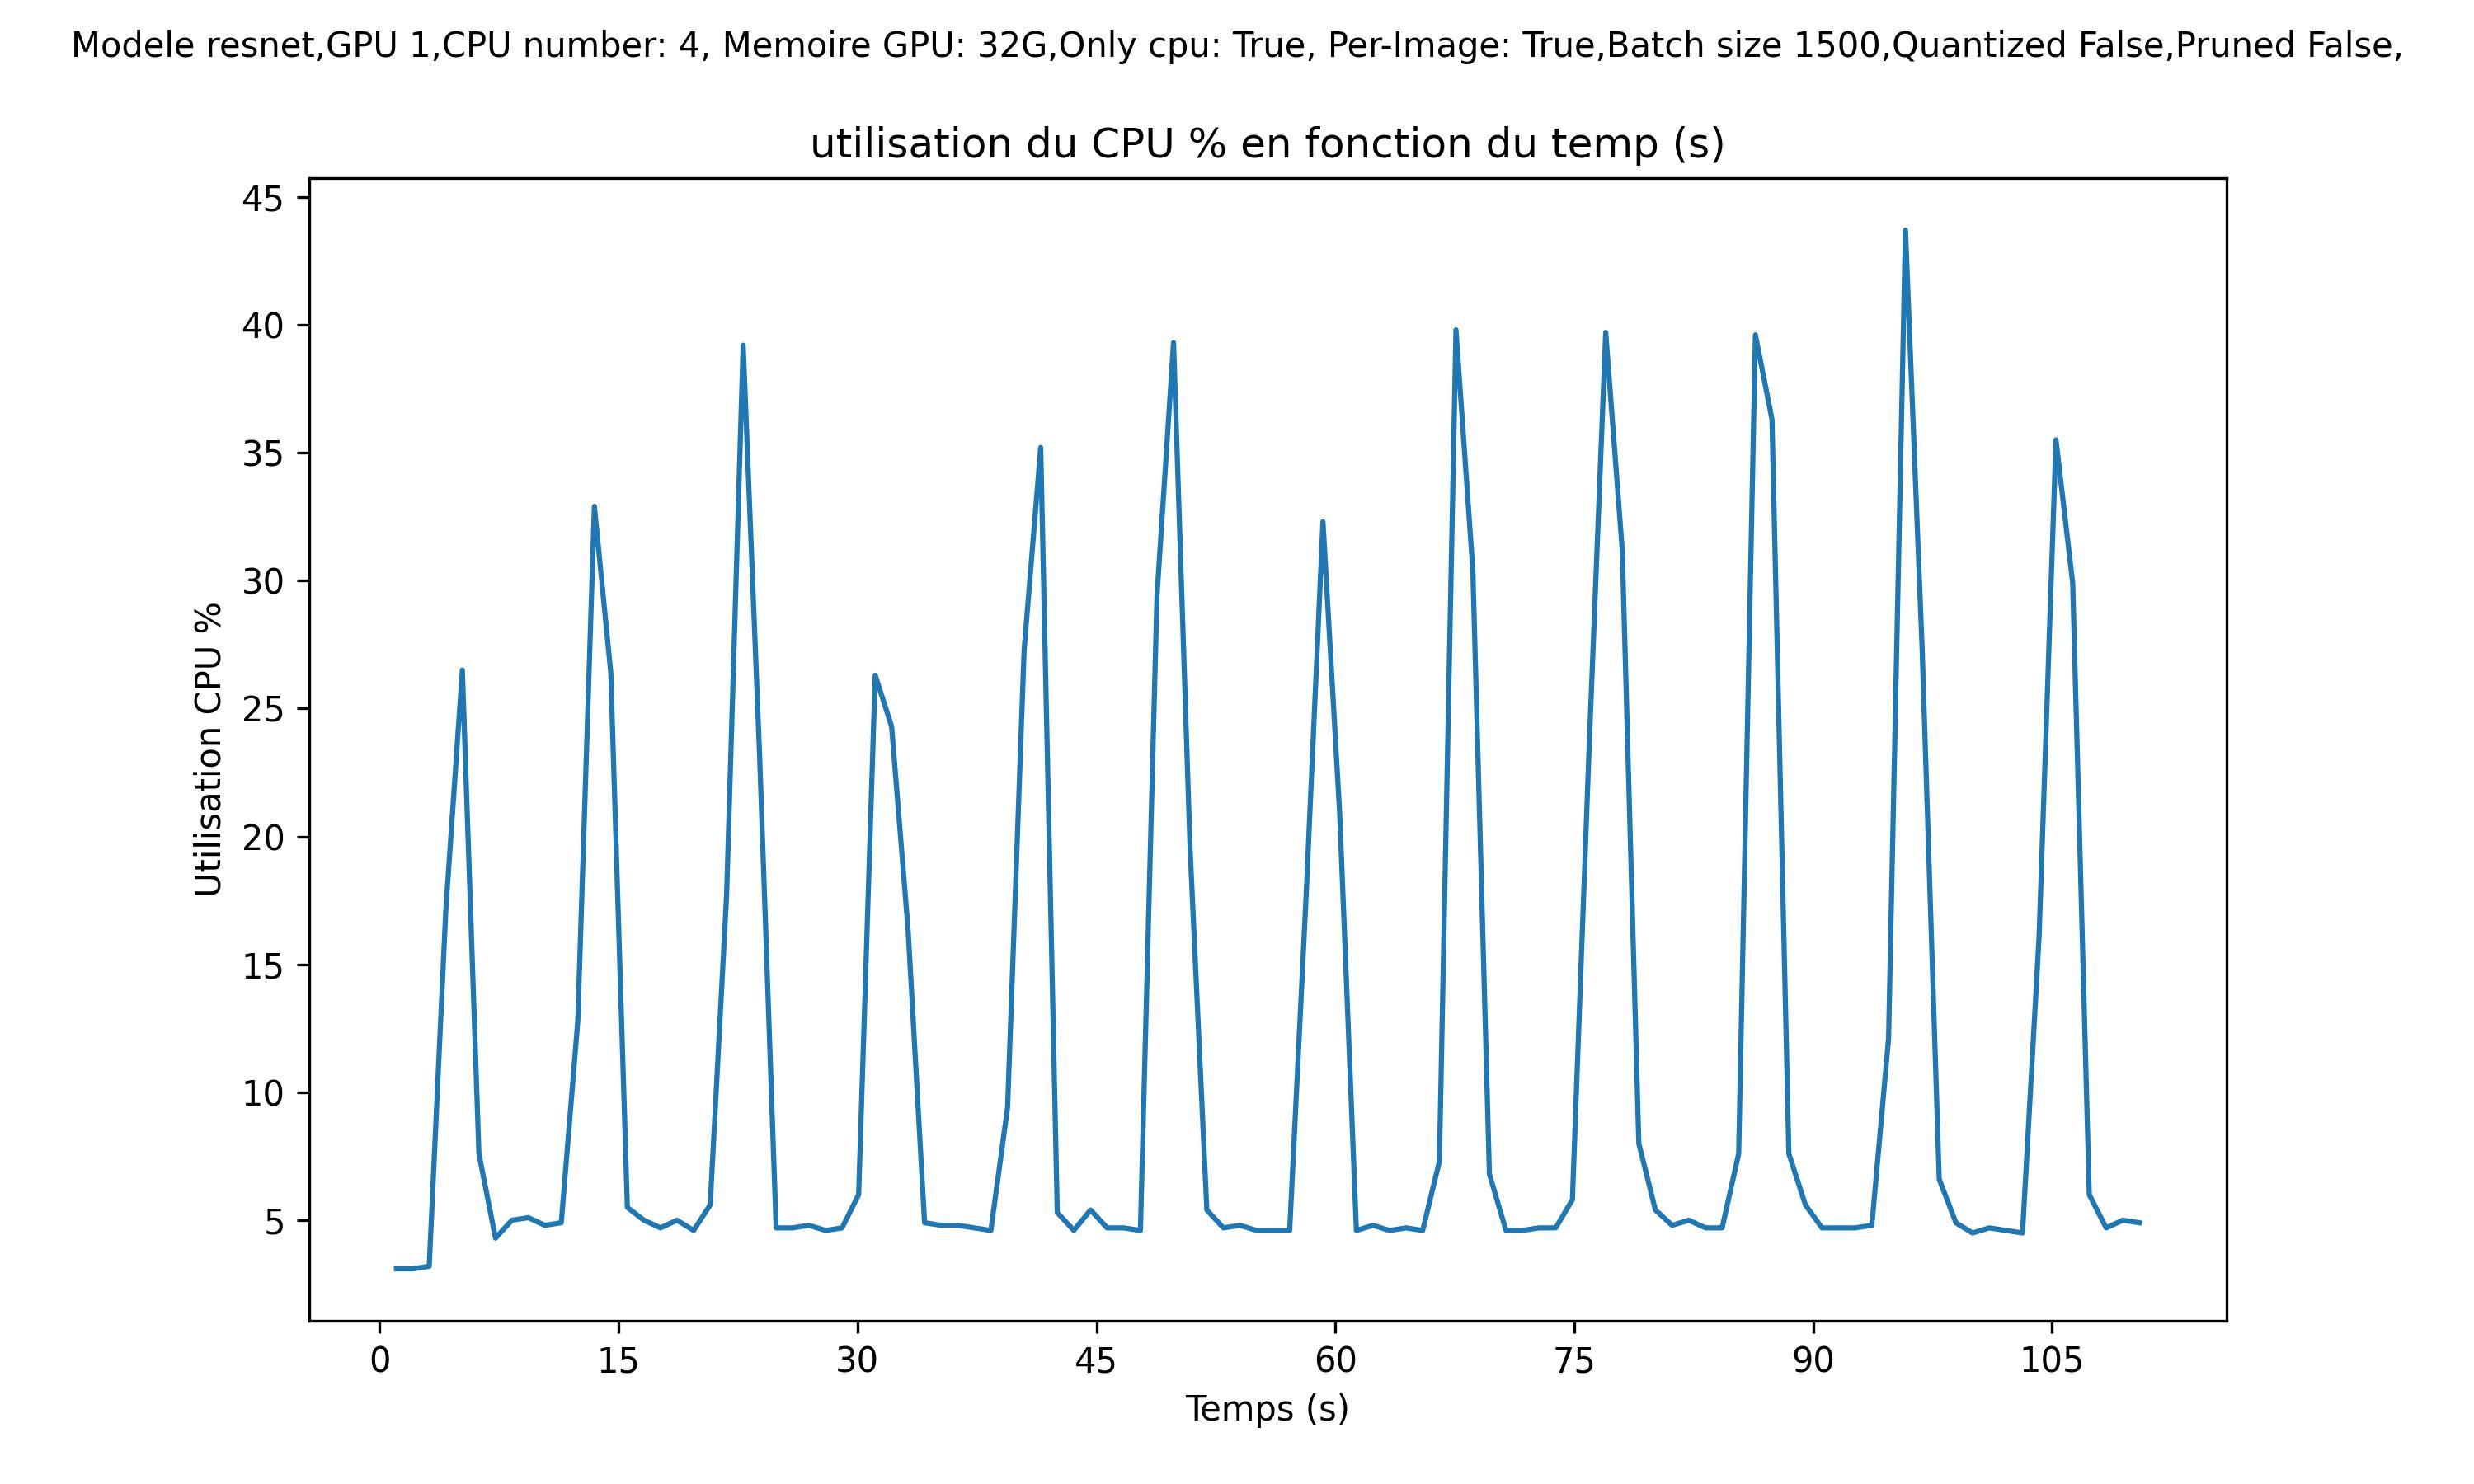 Modele resnet,GPU 1,CPU number: 4, Memoire GPU: 32G,Only cpu: True, Per-Image: True,Batch size 1500,Quantized False,Pruned False,
utilisation du CPU % en fonction du temp (s)
45
40
35
30
25
20
15
10
5
Utilisation CPU %
0 15 30 45 60 75 90 105
Temps (s)